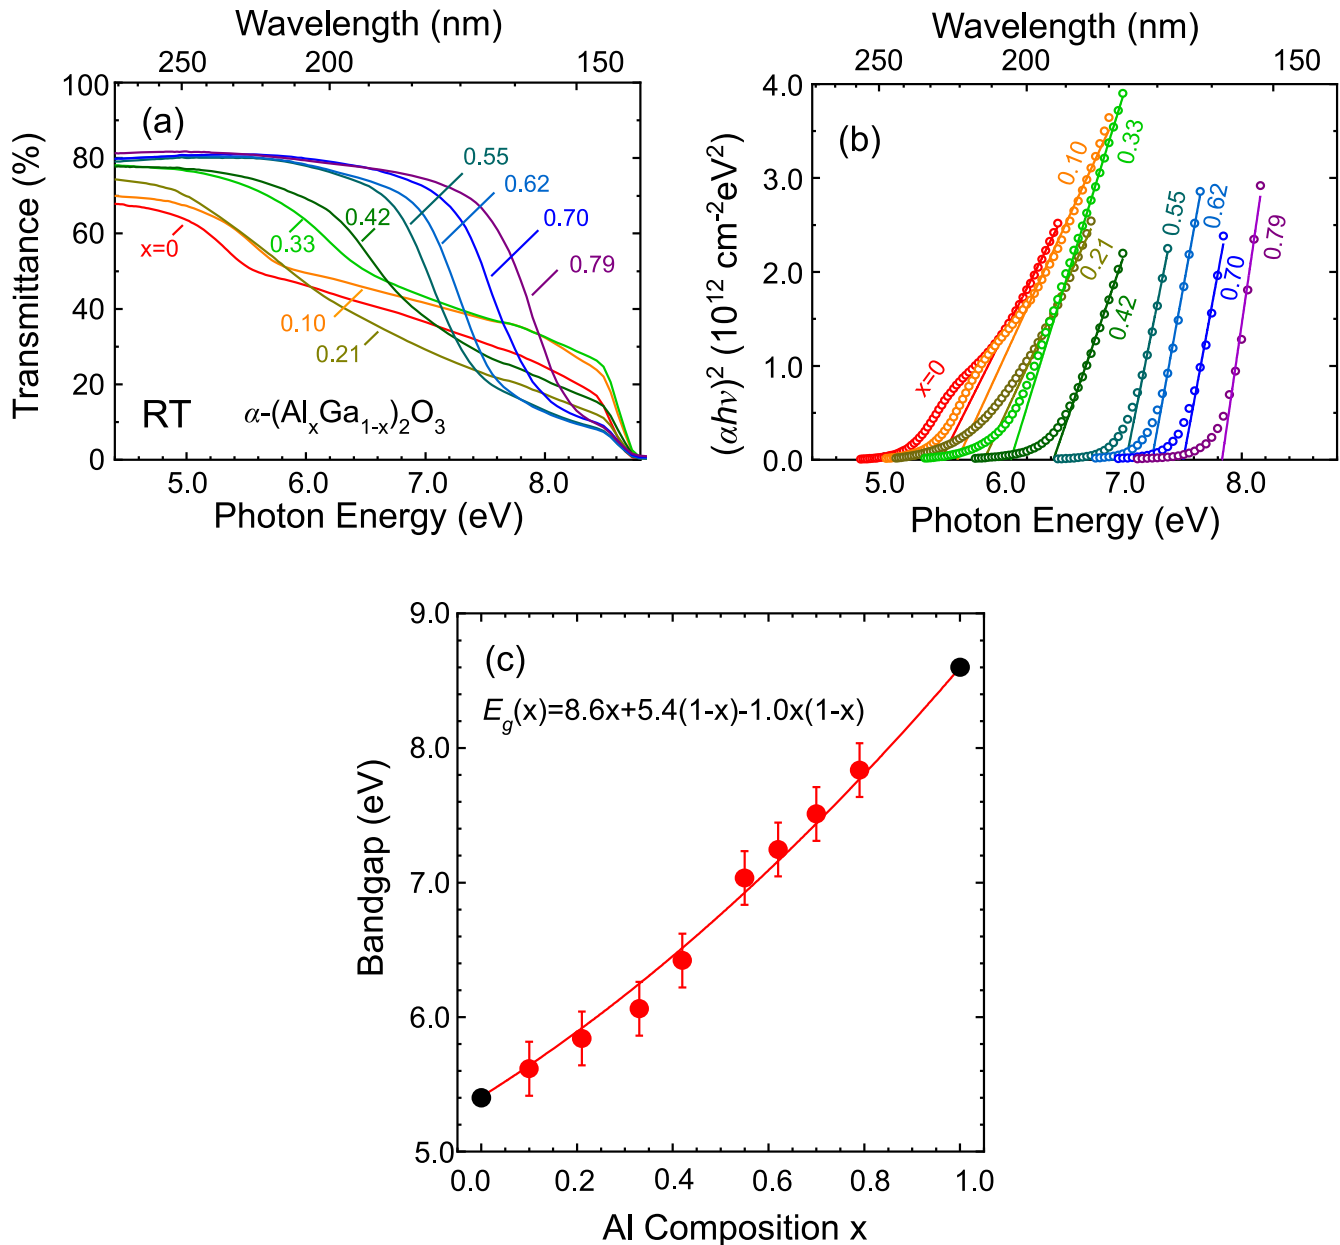 Wavelength (nm)
250 200 150
100
80
60
40
20
0
Transmittance (%)
(a)
0.55
0.62
0.70
0.79
0.42
0.33
x=0
0.10
0.21
RT
α-(AlxGa1-x)2O3
5.0 6.0 7.0 8.0
Photon Energy (eV)
Wavelength (nm)
250 200 150
4.0
3.0
2.0
1.0
0.0
(αhν)² (10¹² cm⁻²eV²)
(b)
x=0
0.10
0.33
0.21
0.42
0.55
0.62
0.70
0.79
5.0 6.0 7.0 8.0
Photon Energy (eV)
9.0
8.0
7.0
6.0
5.0
Bandgap (eV)
(c)
Eg(x)=8.6x+5.4(1-x)-1.0x(1-x)
0.0 0.2 0.4 0.6 0.8 1.0
Al Composition x